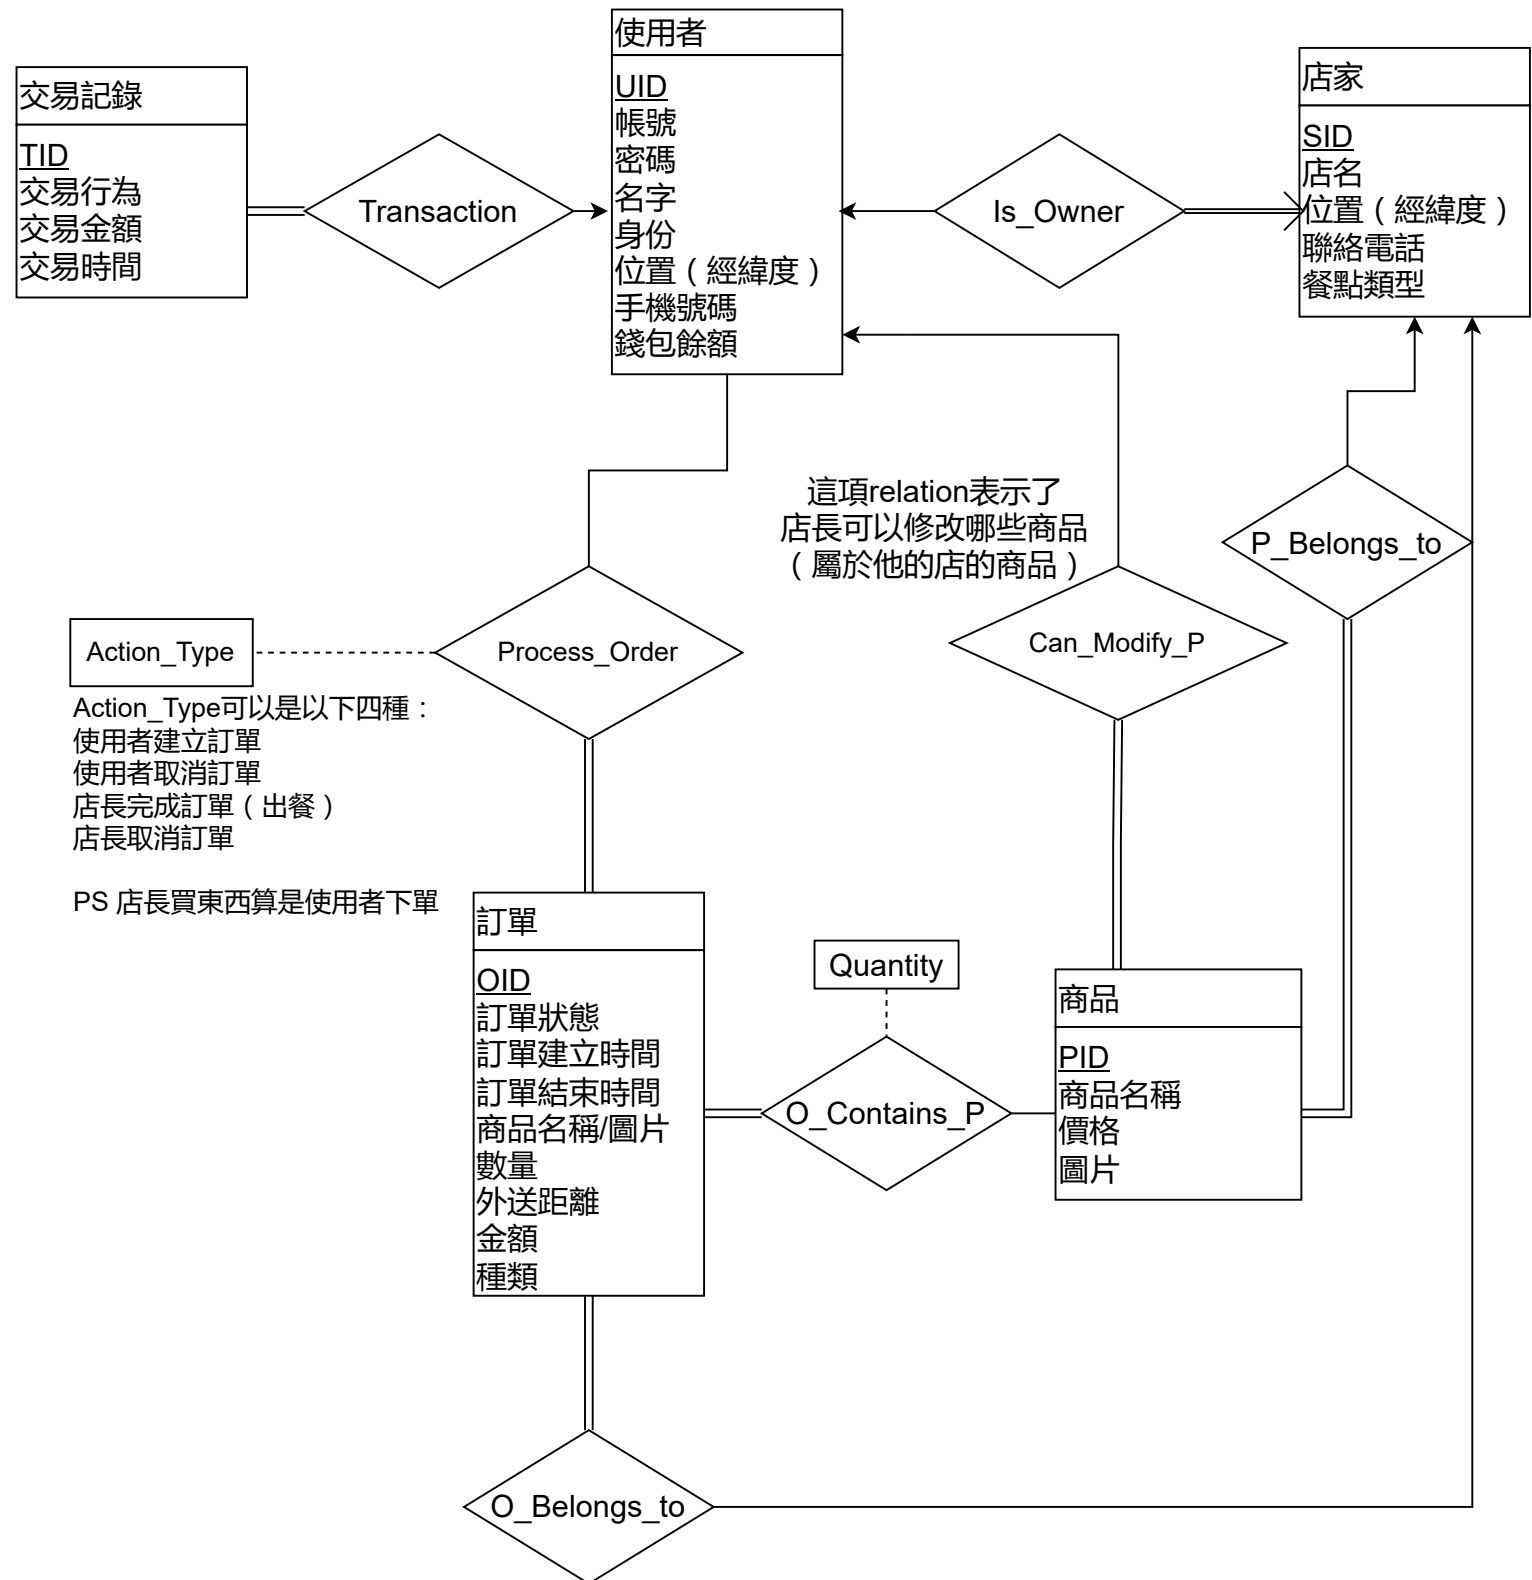 使用者
UID
帳號
密碼
名字
身份
位置（經緯度）
手機號碼
錢包餘額
交易記錄
TID
交易行為
交易金額
交易時間
Transaction
Is_Owner
店家
SID
店名
位置（經緯度）
聯絡電話
餐點類型
這項relation表示了
店長可以修改哪些商品
（屬於他的店的商品）
P_Belongs_to
Action_Type
Process_Order
Can_Modify_P
Action_Type可以是以下四種：
使用者建立訂單
使用者取消訂單
店長完成訂單（出餐）
店長取消訂單
PS 店長買東西算是使用者下單
訂單
OID
訂單狀態
訂單建立時間
訂單結束時間
商品名稱/圖片
數量
外送距離
金額
種類
Quantity
O_Contains_P
商品
PID
商品名稱
價格
圖片
O_Belongs_to